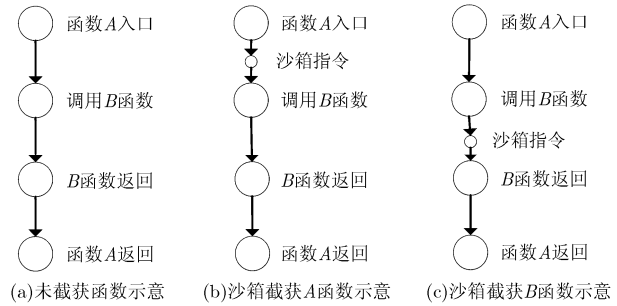 函数A入口
调用B函数
B函数返回
函数A返回
(a)未截获函数示意
函数A入口
沙箱指令
调用B函数
B函数返回
函数A返回
(b)沙箱截获A函数示意
函数A入口
调用B函数
沙箱指令
B函数返回
函数A返回
(c)沙箱截获B函数示意